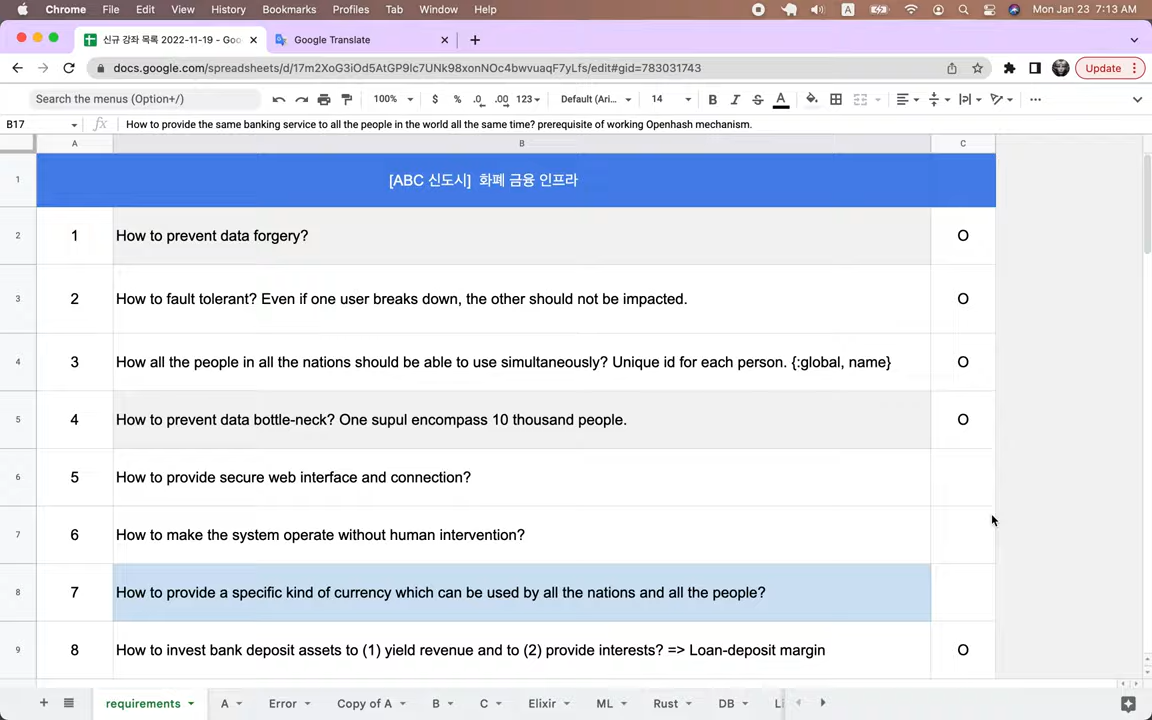 Chrome File Edit View History Bookmarks Profiles Tab Window Help A Mon Jan 23 7:13 AM
신규 강좌 목록 2022-11-19 - Goo Google Translate
docs.google.com/spreadsheets/d/17m2XoG3iOd5AtGP9lc7UNk98xonNOc4bwvuaqF7yLfs/edit#gid=783031743 Update
Search the menus (Option+/) 100% $ % .0 .00 123 Default (Ari... 14 B I S A
B17 fx How to provide the same banking service to all the people in the world all the same time? prerequisite of working Openhash mechanism.
A B C
1 [ABC 신도시] 화폐 금융 인프라
2 1 How to prevent data forgery? O
3 2 How to fault tolerant? Even if one user breaks down, the other should not be impacted. O
4 3 How all the people in all the nations should be able to use simultaneously? Unique id for each person. {:global, name} O
5 4 How to prevent data bottle-neck? One supul encompass 10 thousand people. O
6 5 How to provide secure web interface and connection?
7 6 How to make the system operate without human intervention?
8 7 How to provide a specific kind of currency which can be used by all the nations and all the people?
9 8 How to invest bank deposit assets to (1) yield revenue and to (2) provide interests? => Loan-deposit margin O
requirements A Error Copy of A B C Elixir ML Rust DB